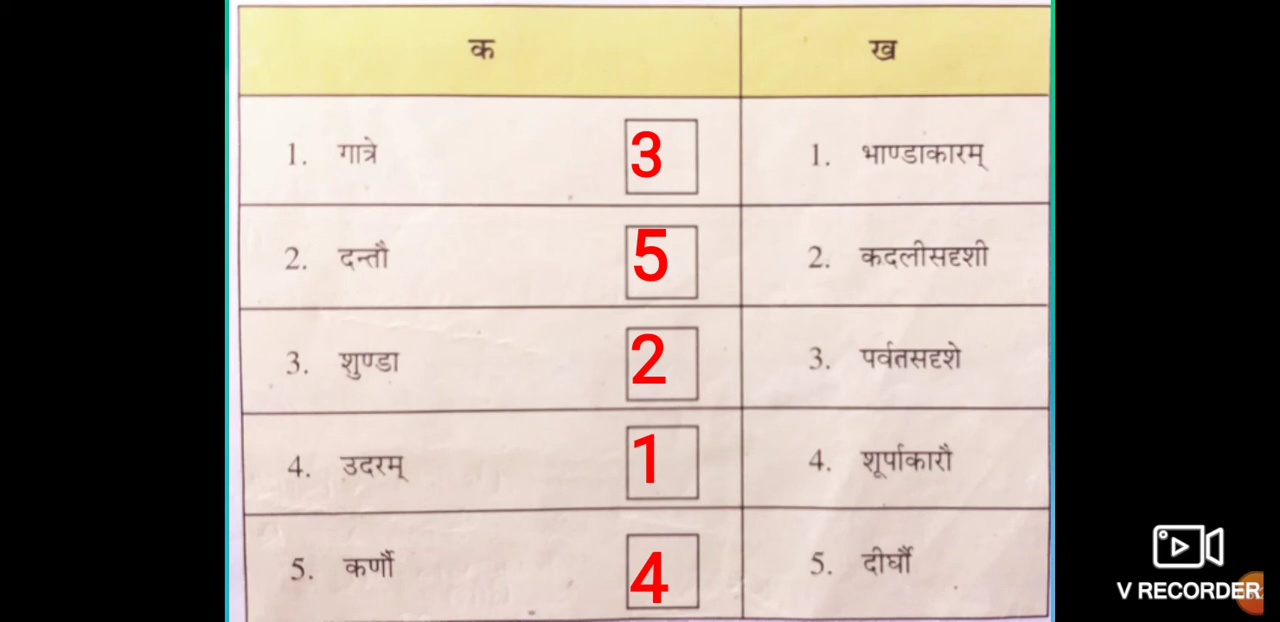 क ख
1. गात्रे 3 1. भाण्डाकारम्
2. दन्तौ 5 2. कदलीसदृशी
3. शुण्डा 2 3. पर्वतसदृशे
4. उदरम् 1 4. शूर्पाकारौ
5. कर्णौ 4 5. दीर्घौ
V RECORDER